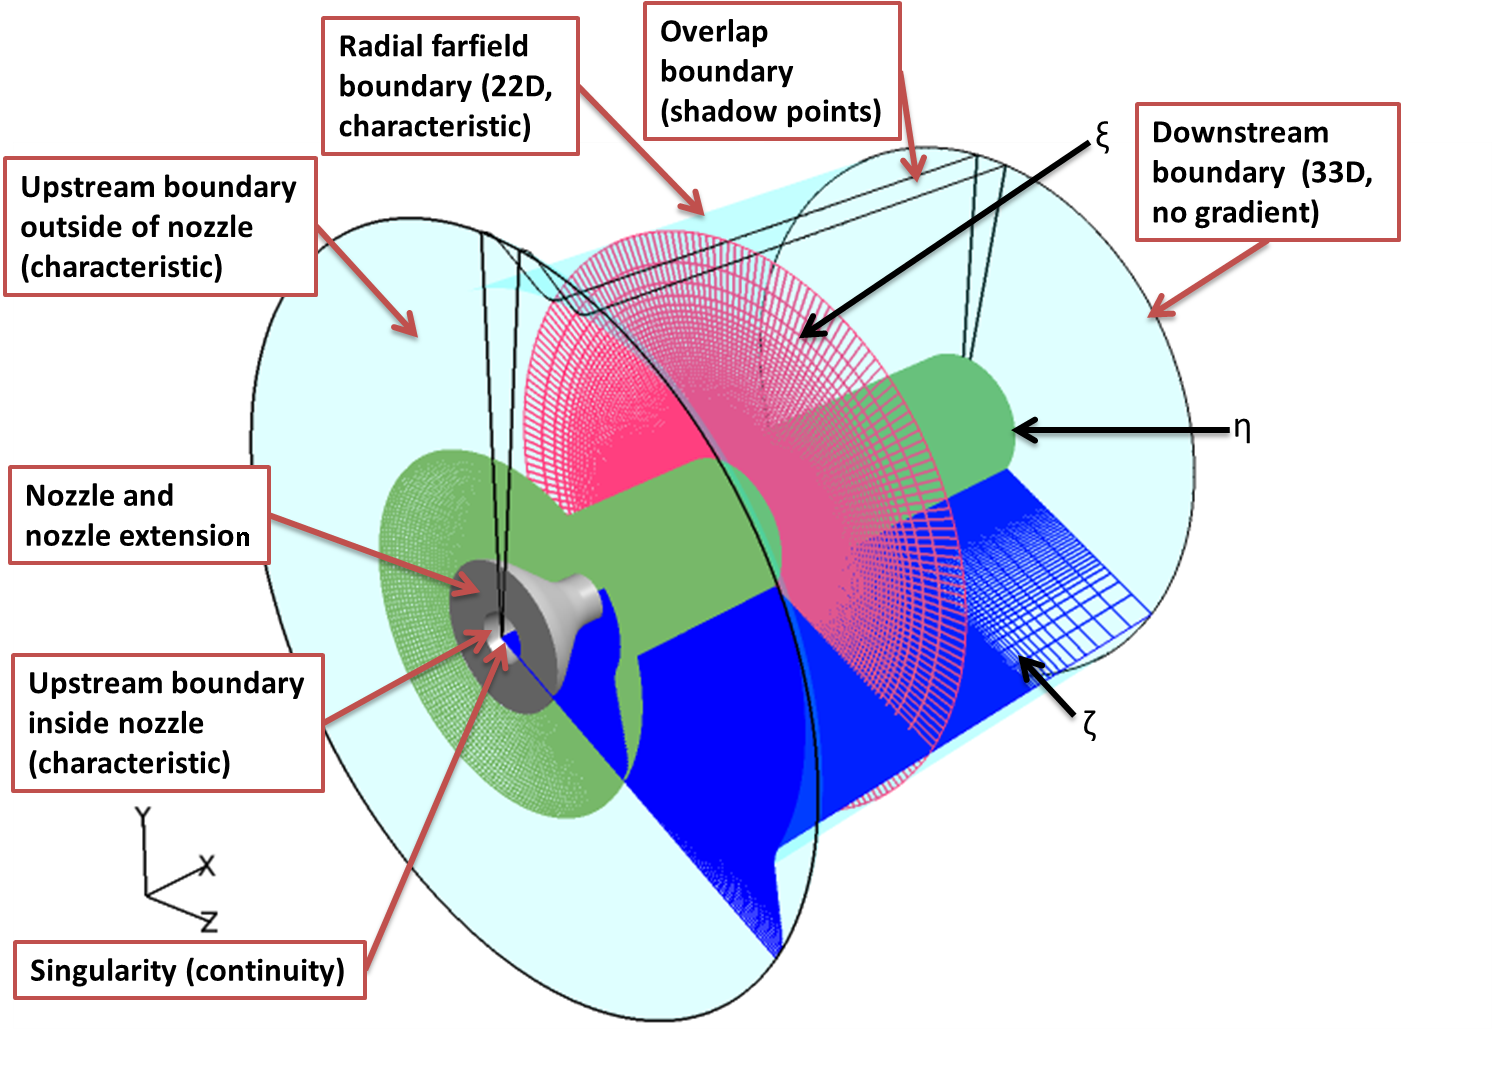 Overlap
boundary
(shadow points)
Radial farfield
boundary (22D,
characteristic)
ξ
Downstream
boundary (33D,
no gradient)
Upstream boundary
outside of nozzle
(characteristic)
η
Nozzle and
nozzle extension
Upstream boundary
inside nozzle
(characteristic)
ζ
Y
X
Z
Singularity (continuity)